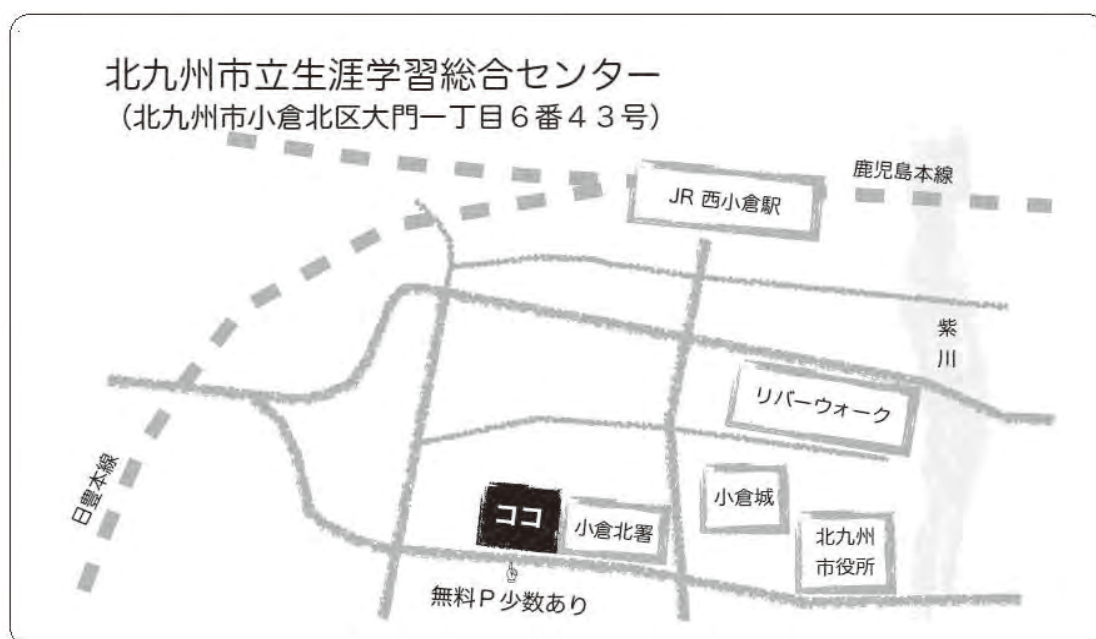 北九州市立生涯学習総合センター
（北九州市小倉北区大門一丁目６番４３号）
鹿児島本線
JR 西小倉駅
紫川
リバーウォーク
日豊本線
ココ
小倉北署
小倉城
北九州
市役所
無料Ｐ少数あり